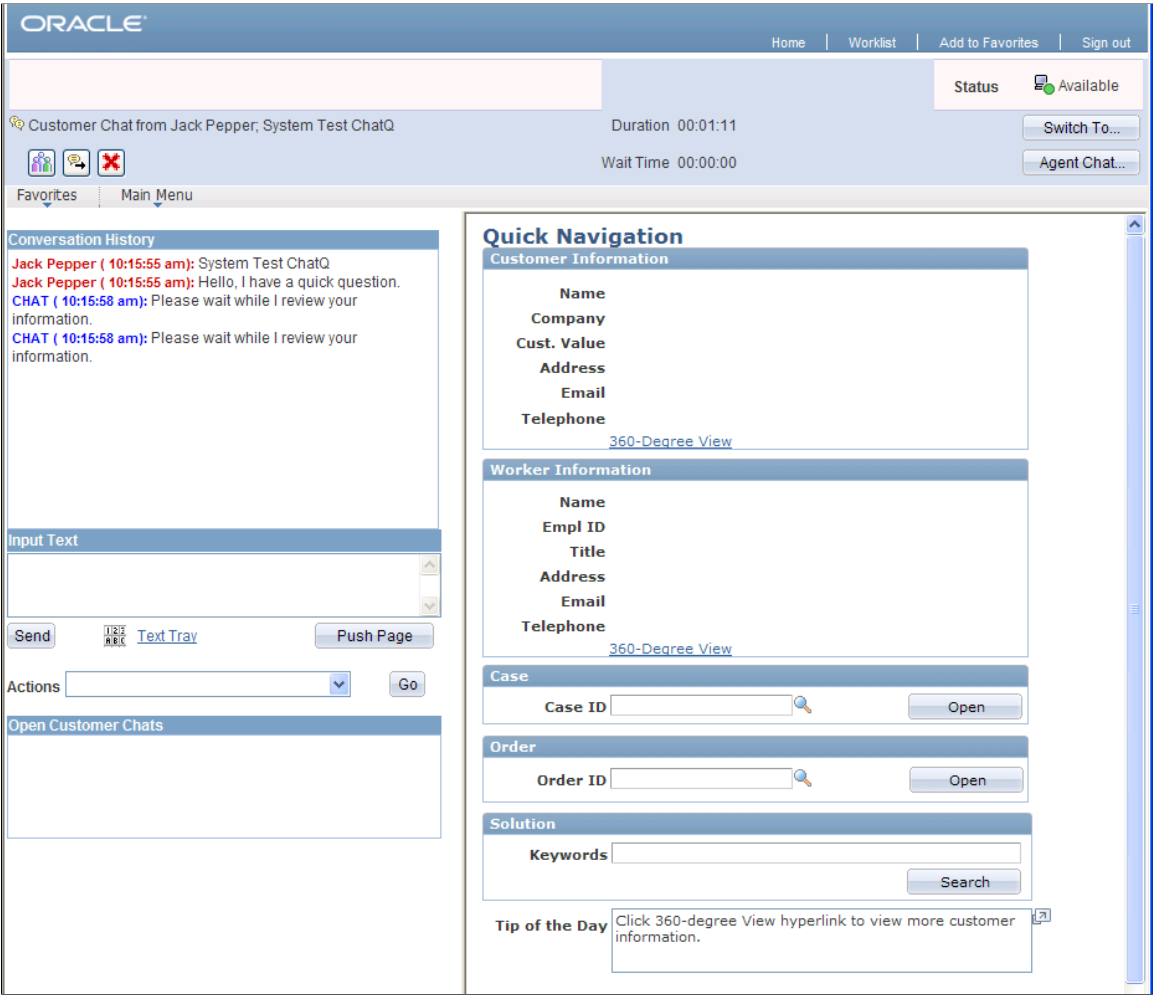 ORACLE
Home | Worklist | Add to Favorites | Sign out
Status Available
Customer Chat from Jack Pepper; System Test ChatQ
Duration 00:01:11
Switch To...
Wait Time 00:00:00
Agent Chat...
Favorites
Main Menu
Conversation History
Jack Pepper ( 10:15:55 am): System Test ChatQ
Jack Pepper ( 10:15:55 am): Hello, I have a quick question.
CHAT ( 10:15:58 am): Please wait while I review your
information.
CHAT ( 10:15:58 am): Please wait while I review your
information.
Input Text
Send
Text Tray
Push Page
Actions
Go
Open Customer Chats
Quick Navigation
Customer Information
Name
Company
Cust. Value
Address
Email
Telephone
360-Degree View
Worker Information
Name
Empl ID
Title
Address
Email
Telephone
360-Degree View
Case
Case ID
Open
Order
Order ID
Open
Solution
Keywords
Search
Tip of the Day
Click 360-degree View hyperlink to view more customer
information.